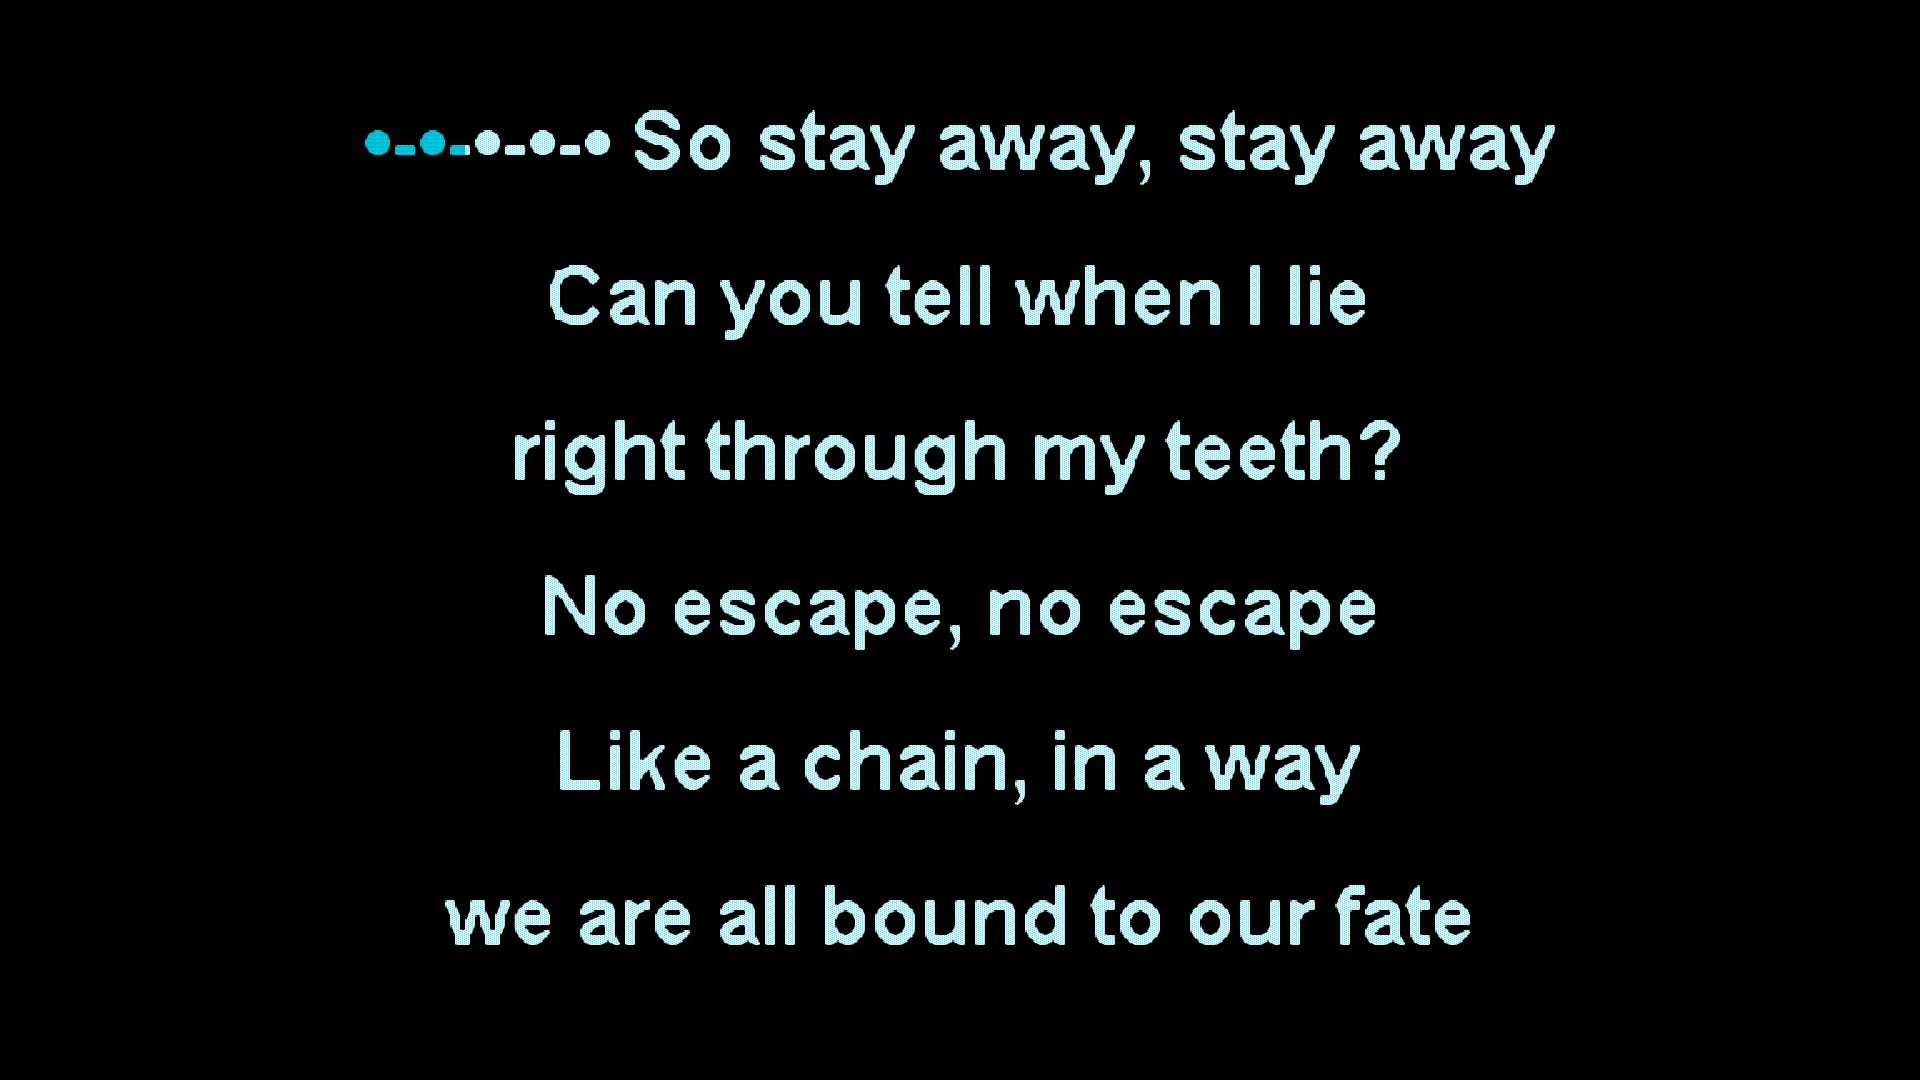 So stay away, stay away
Can you tell when I lie
right through my teeth?
No escape, no escape
Like a chain, in a way
we are all bound to our fate